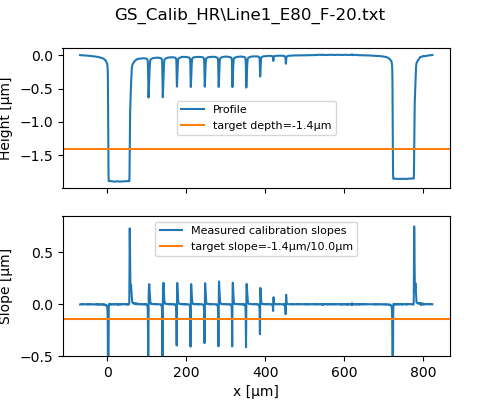 GS_Calib_HR\Line1_E80_F-20.txt
0.0
−0.5
−1.0
−1.5
Height [µm]
Profile
target depth=-1.4µm
0.5
0.0
−0.5
Slope [µm]
Measured calibration slopes
target slope=-1.4µm/10.0µm
0 200 400 600 800
x [µm]